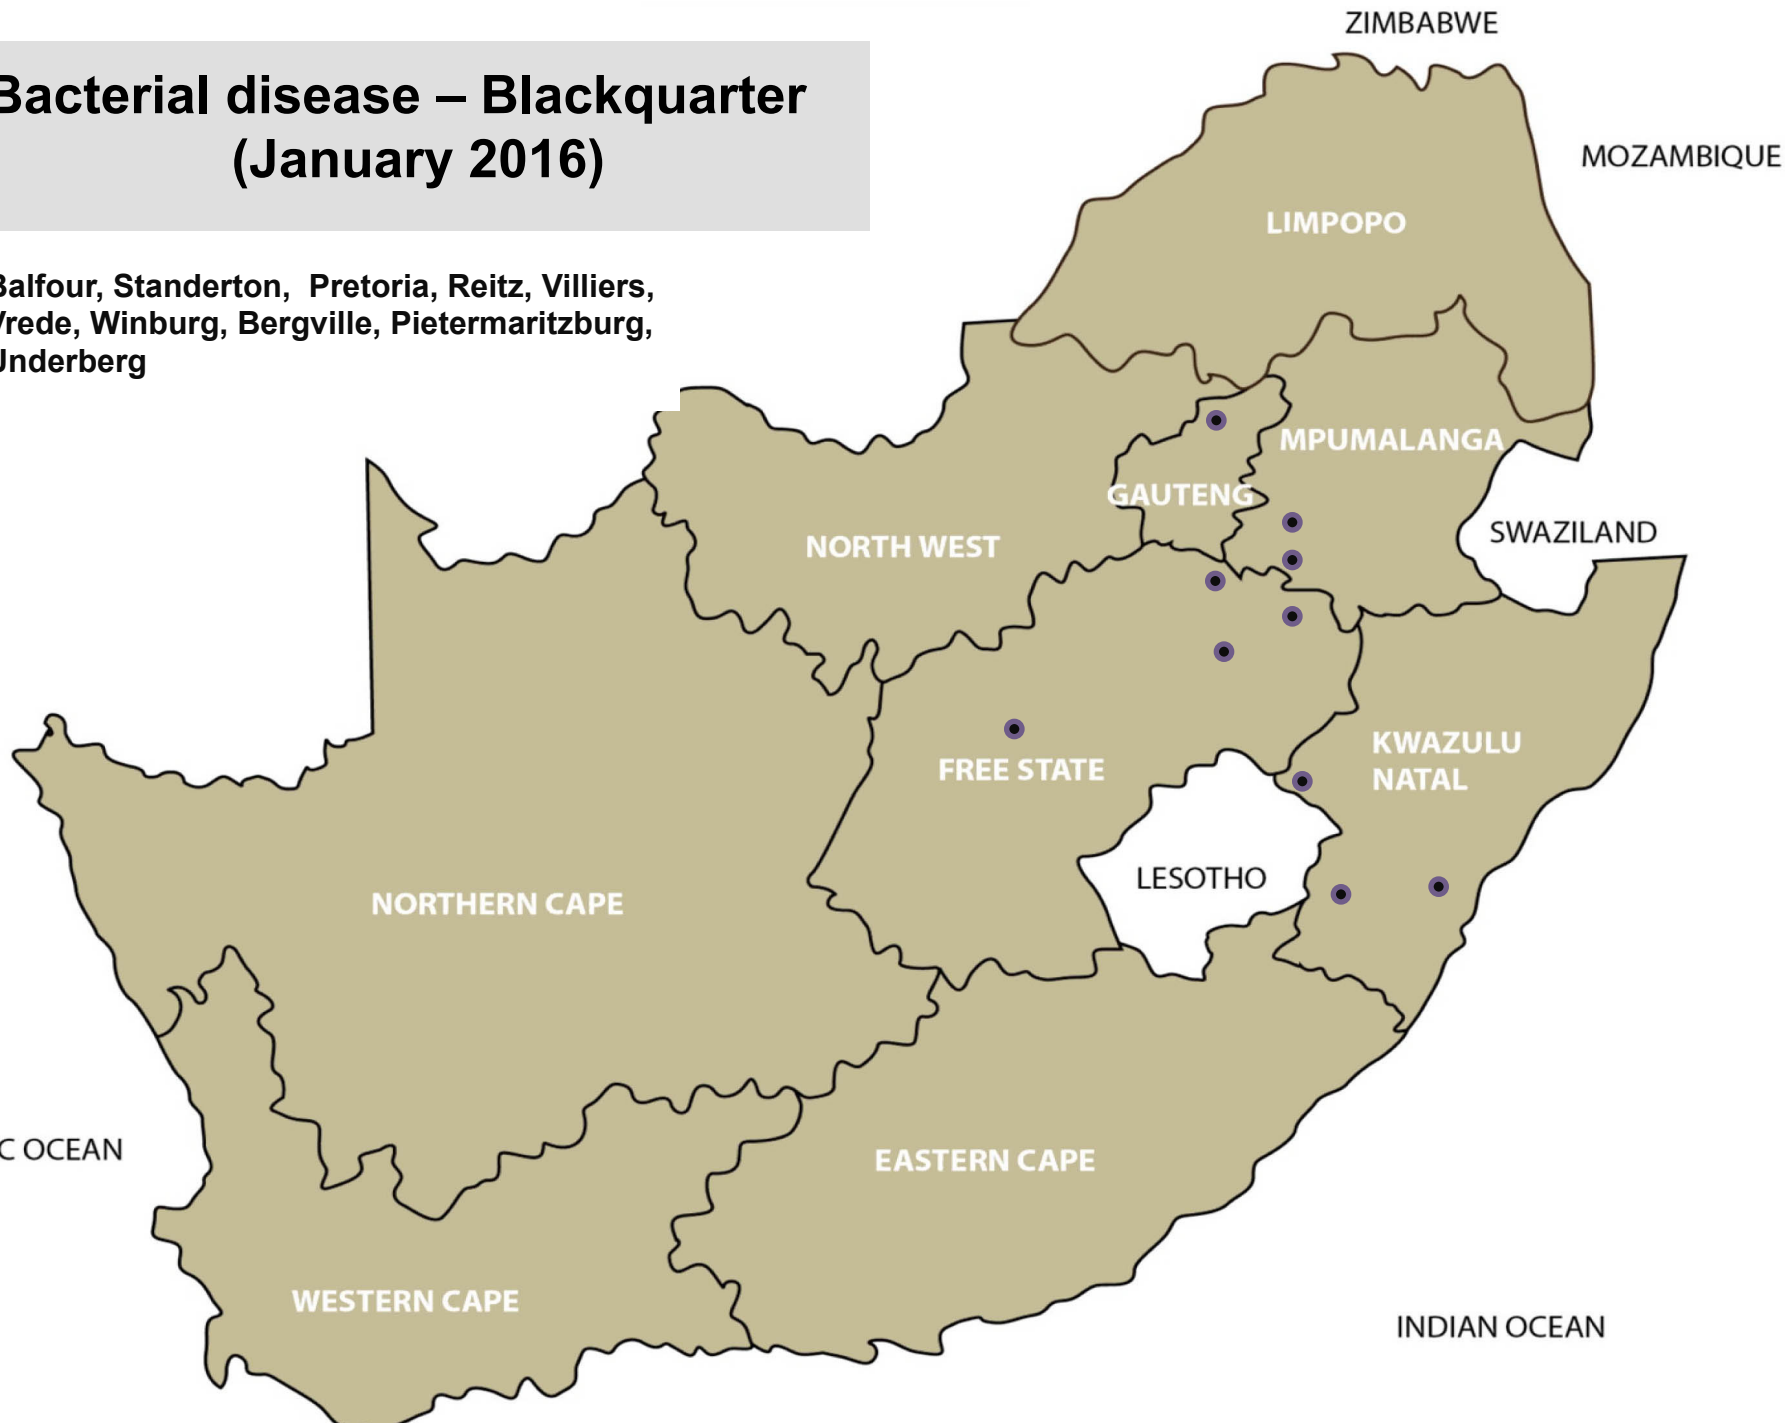 Bacterial disease – Blackquarter
(January 2016)
Balfour, Standerton, Pretoria, Reitz, Villiers,
Vrede, Winburg, Bergville, Pietermaritzburg,
Underberg
ZIMBABWE
MOZAMBIQUE
LIMPOPO
MPUMALANGA
GAUTENG
SWAZILAND
NORTH WEST
KWAZULU
NATAL
FREE STATE
LESOTHO
NORTHERN CAPE
C OCEAN
EASTERN CAPE
WESTERN CAPE
INDIAN OCEAN